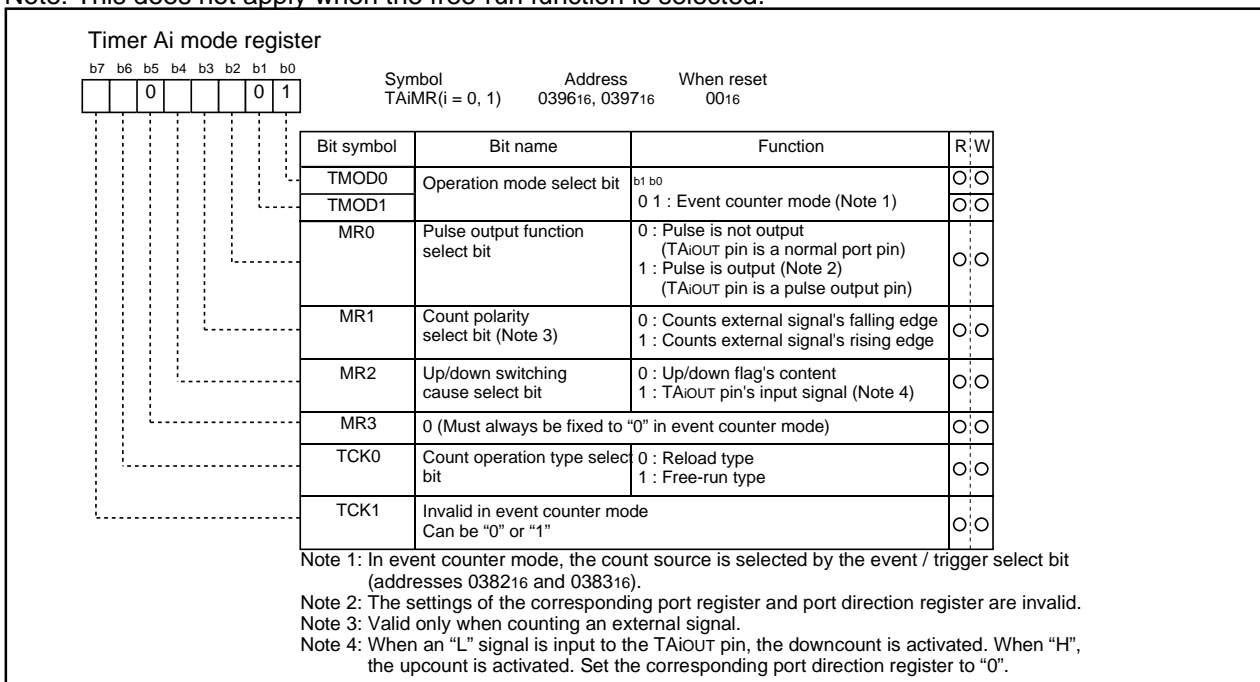 Note: This does not apply when the free-run function is selected.
Timer Ai mode register
b7 b6 b5 b4 b3 b2 b1 b0
0 0 1
Symbol Address When reset
TAiMR(i = 0, 1) 039616, 039716 0016
Bit symbol Bit name Function R W
TMOD0 Operation mode select bit b1 b0
TMOD1 0 1 : Event counter mode (Note 1)
MR0 Pulse output function 0 : Pulse is not output
select bit (TAiOUT pin is a normal port pin)
1 : Pulse is output (Note 2)
(TAiOUT pin is a pulse output pin)
MR1 Count polarity 0 : Counts external signal's falling edge
select bit (Note 3) 1 : Counts external signal's rising edge
MR2 Up/down switching 0 : Up/down flag's content
cause select bit 1 : TAiOUT pin's input signal (Note 4)
MR3 0 (Must always be fixed to “0” in event counter mode)
TCK0 Count operation type select 0 : Reload type
bit 1 : Free-run type
TCK1 Invalid in event counter mode
Can be “0” or “1”
Note 1: In event counter mode, the count source is selected by the event / trigger select bit
(addresses 038216 and 038316).
Note 2: The settings of the corresponding port register and port direction register are invalid.
Note 3: Valid only when counting an external signal.
Note 4: When an “L” signal is input to the TAiOUT pin, the downcount is activated. When “H”,
the upcount is activated. Set the corresponding port direction register to “0”.